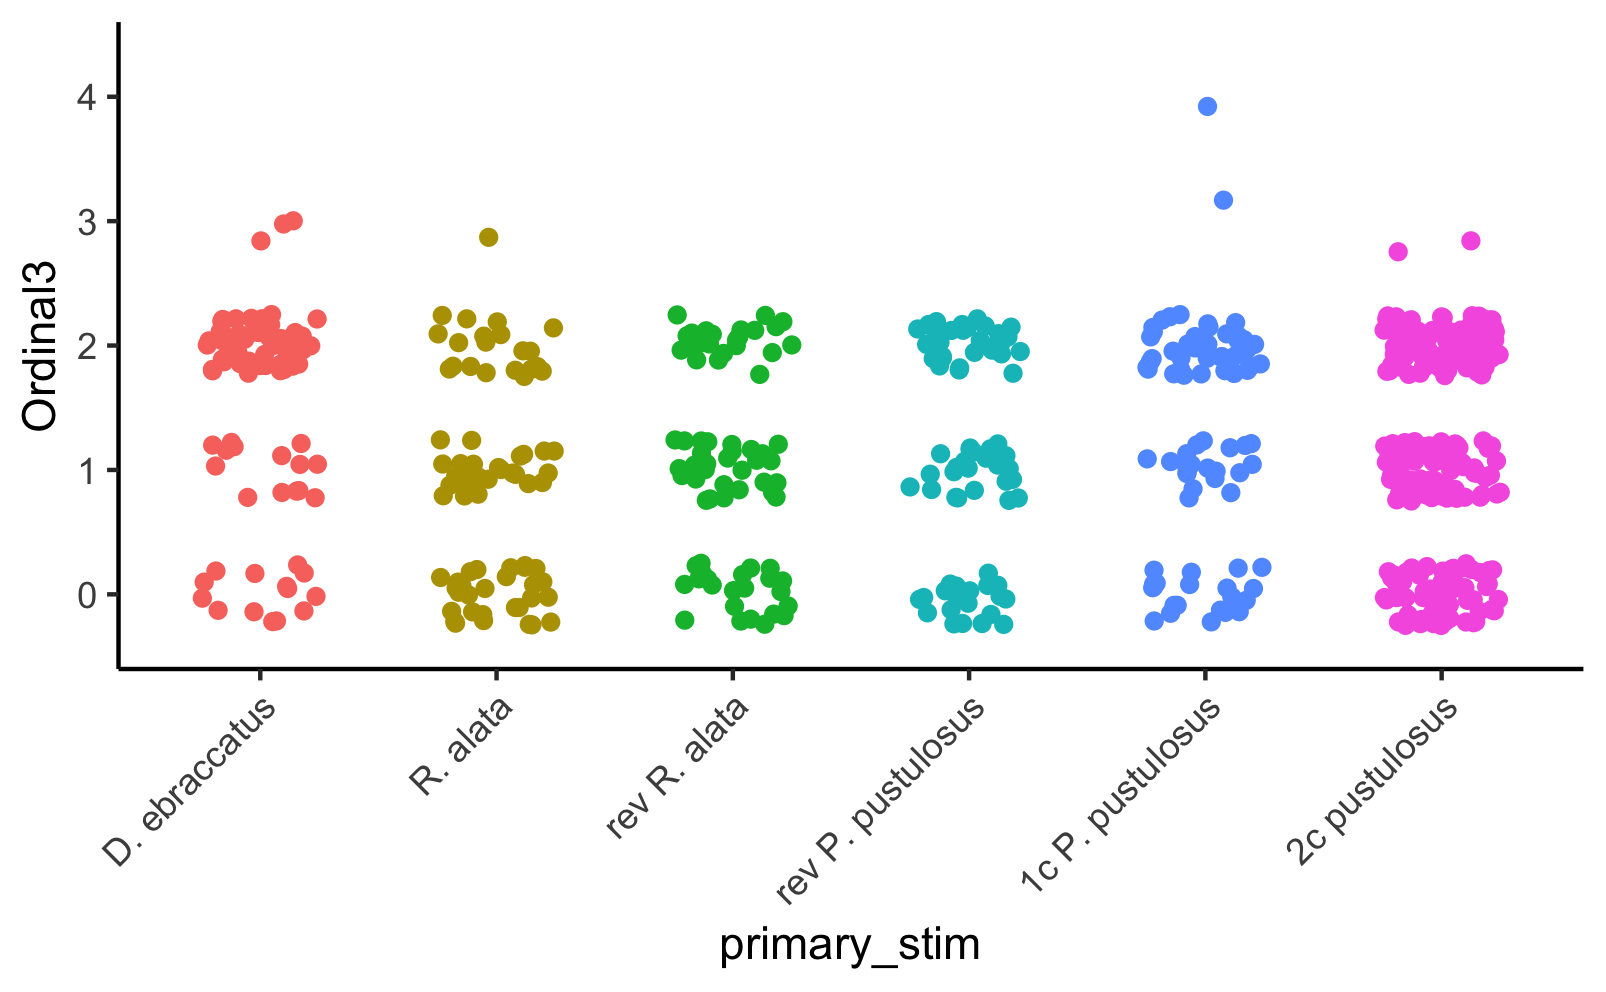 Ordinal3
4
3
2
1
0
D. ebraccatus
R. alata
rev R. alata
rev P. pustulosus
1c P. pustulosus
2c pustulosus
primary_stim